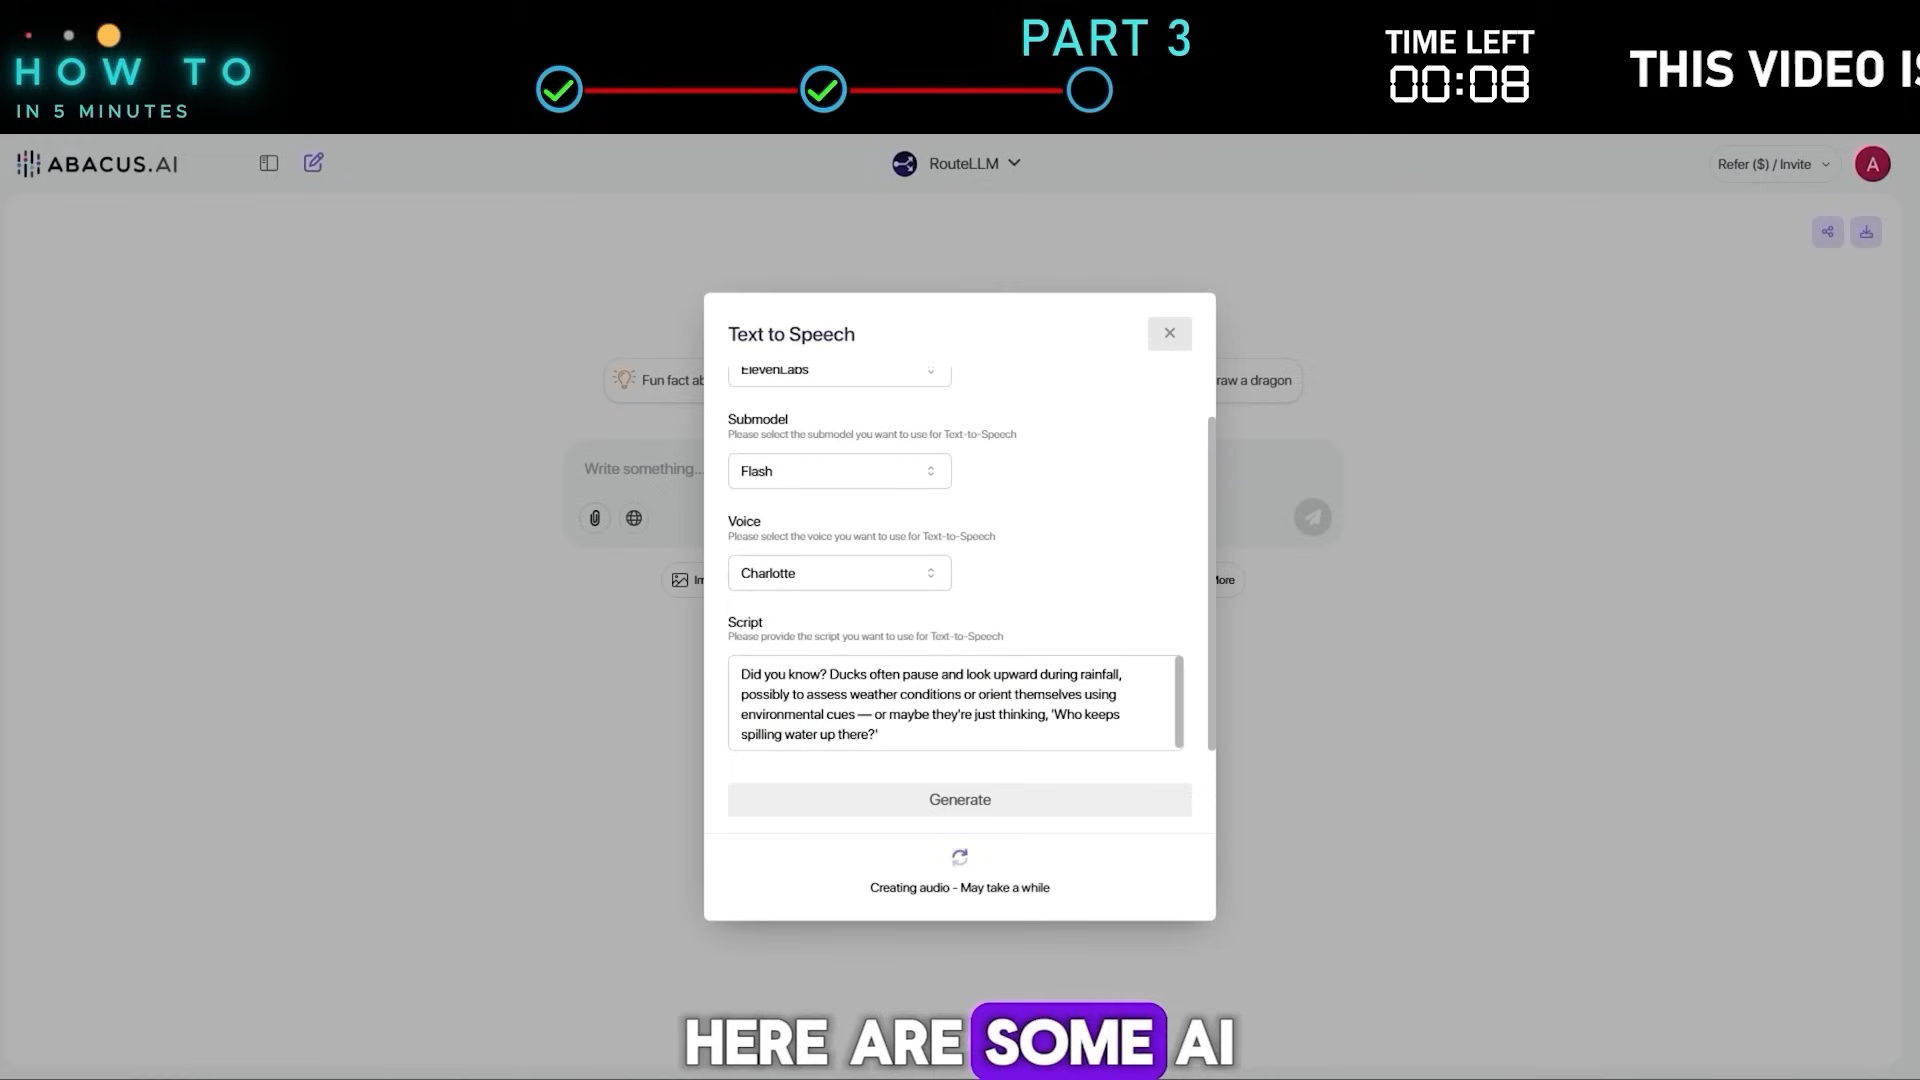 PART 3
HOW TO
IN 5 MINUTES
TIME LEFT
00:08
THIS VIDEO
ABACUS.AI
RouteLLM
Refer ($) / Invite
A
Text to Speech
ElevenLabs
Fun fact
draw a dragon
Submodel
Please select the submodel you want to use for Text-to-Speech
Flash
Write something...
Voice
Please select the voice you want to use for Text-to-Speech
Charlotte
More
Script
Please provide the script you want to use for Text-to-Speech
Did you know? Ducks often pause and look upward during rainfall,
possibly to assess weather conditions or orient themselves using
environmental cues — or maybe they're just thinking, 'Who keeps
spilling water up there?'
Generate
Creating audio - May take a while
HERE ARE SOME AI